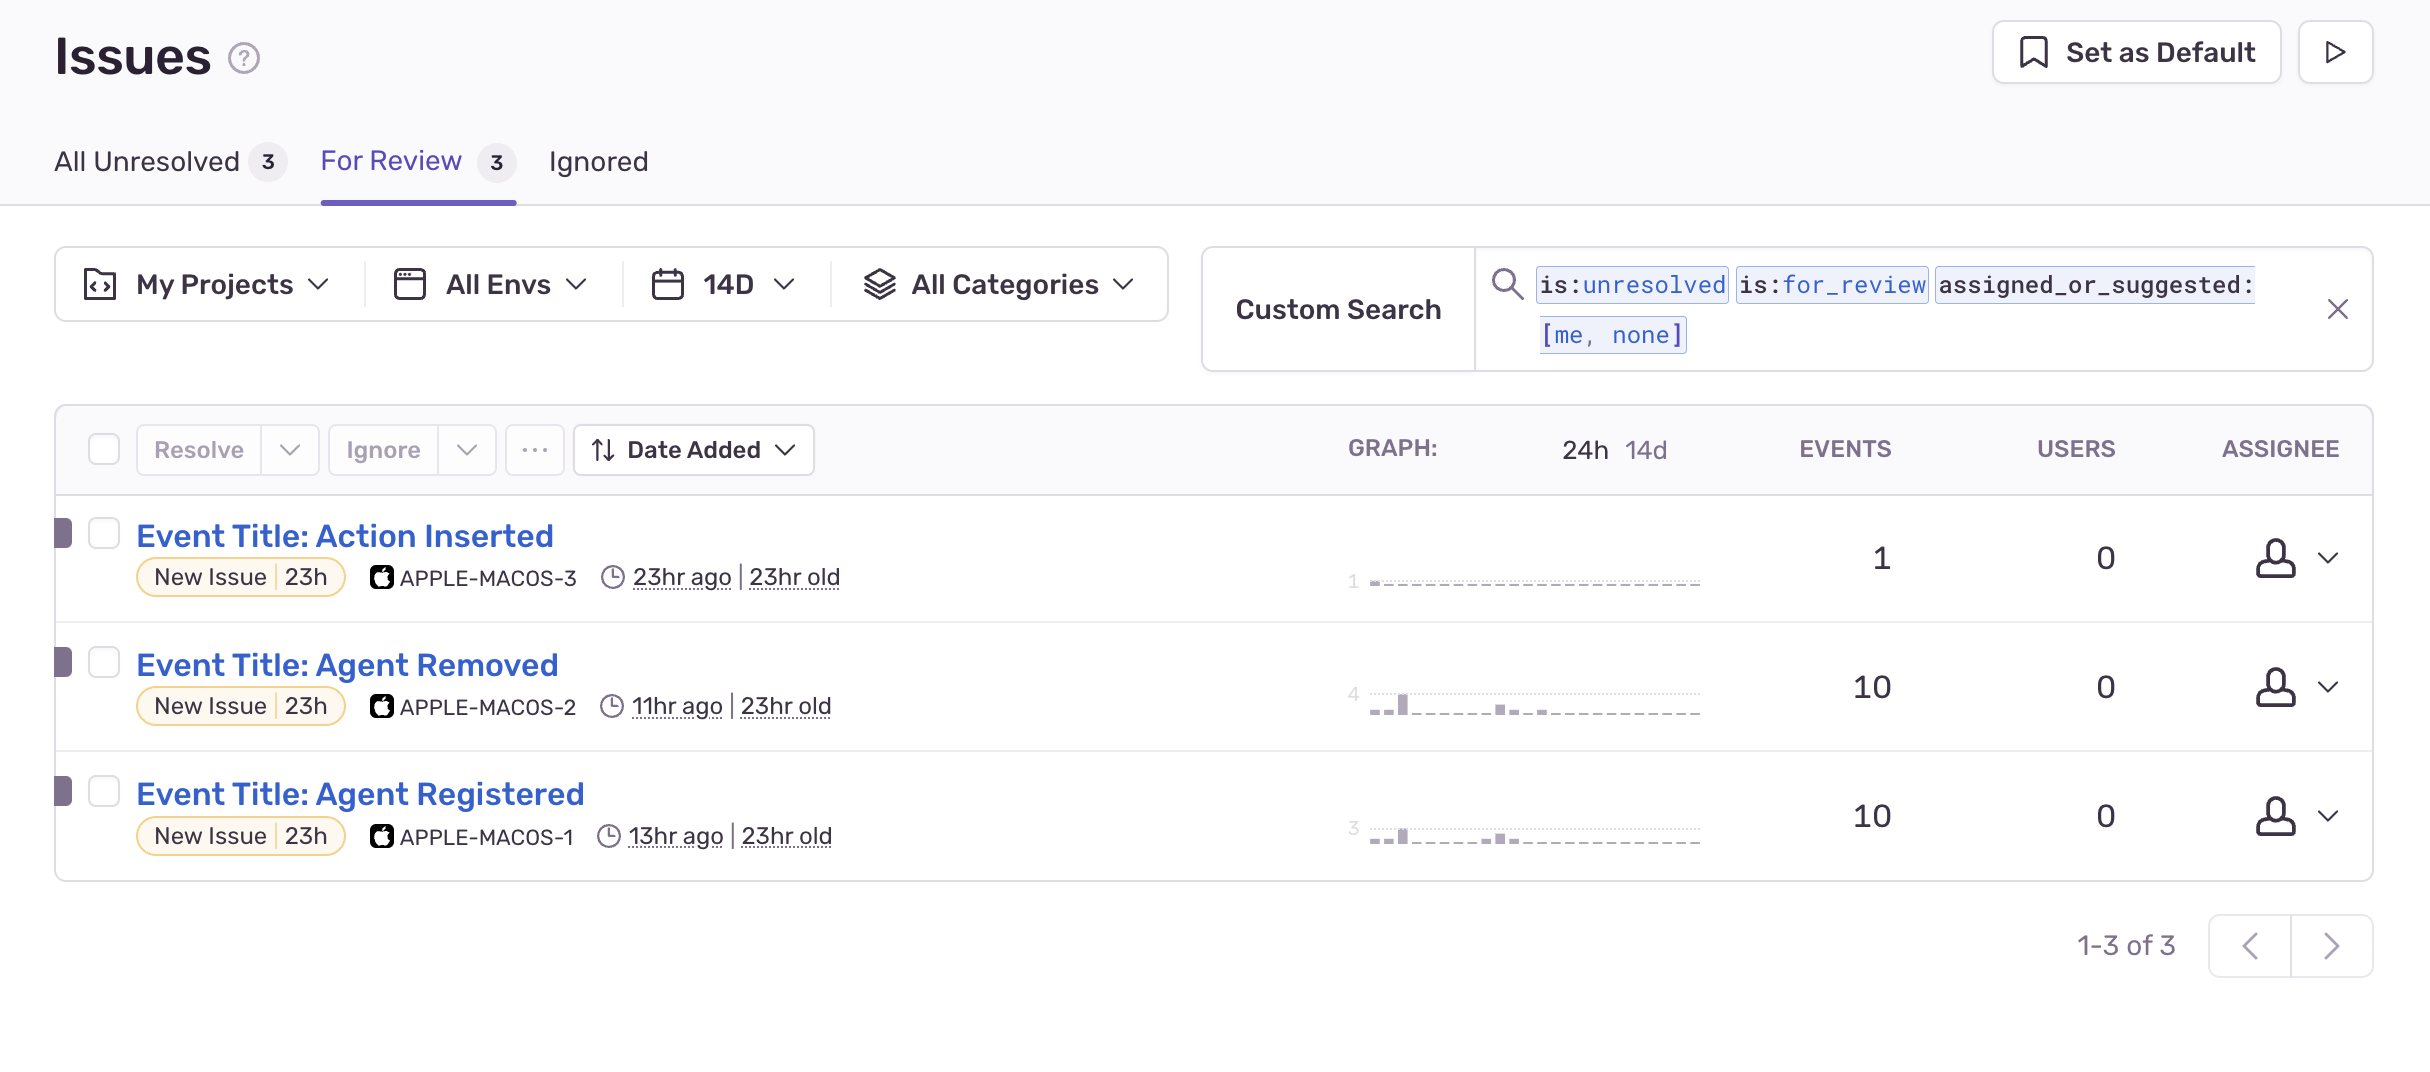 Issues ?
Set as Default
All Unresolved 3 For Review 3 Ignored
My Projects All Envs 14D All Categories
Custom Search
is:unresolved is:for_review assigned_or_suggested:
[me, none]
Resolve Ignore ... Date Added GRAPH: 24h 14d EVENTS USERS ASSIGNEE
Event Title: Action Inserted
New Issue 23h APPLE-MACOS-3 23hr ago | 23hr old
1 1 0
Event Title: Agent Removed
New Issue 23h APPLE-MACOS-2 11hr ago | 23hr old
4 10 0
Event Title: Agent Registered
New Issue 23h APPLE-MACOS-1 13hr ago | 23hr old
3 10 0
1-3 of 3